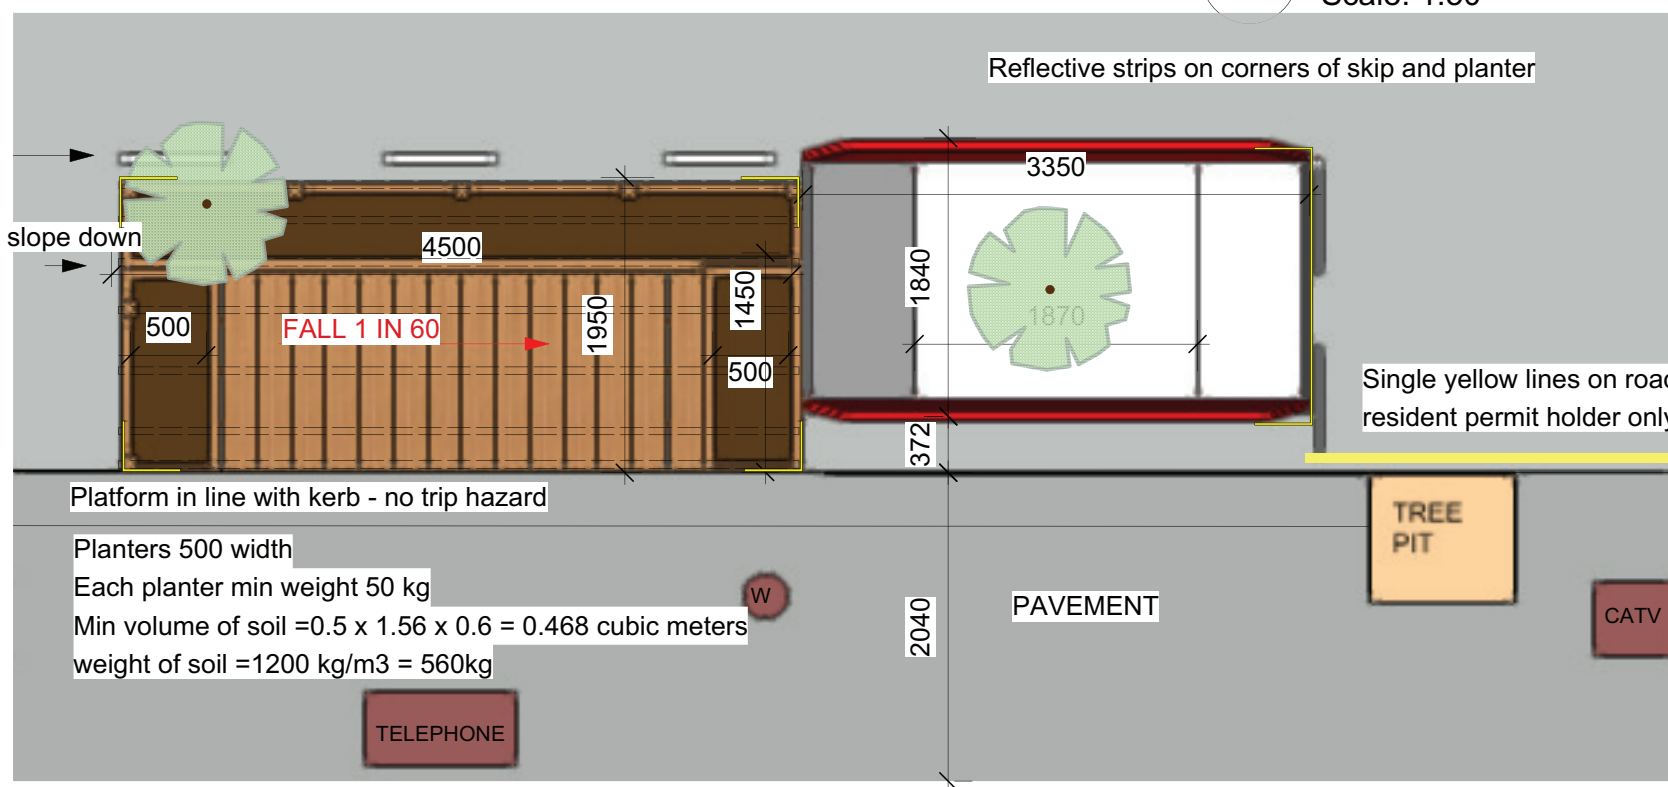 Scale: 1:50
Reflective strips on corners of skip and planter
3350
slope down
4500
1840
1450
1950
500
FALL 1 IN 60
1870
500
Single yellow lines on road
resident permit holder only
372
Platform in line with kerb - no trip hazard
TREE
PIT
Planters 500 width
Each planter min weight 50 kg
Min volume of soil =0.5 x 1.56 x 0.6 = 0.468 cubic meters
weight of soil =1200 kg/m3 = 560kg
W
PAVEMENT
2040
CATV
TELEPHONE